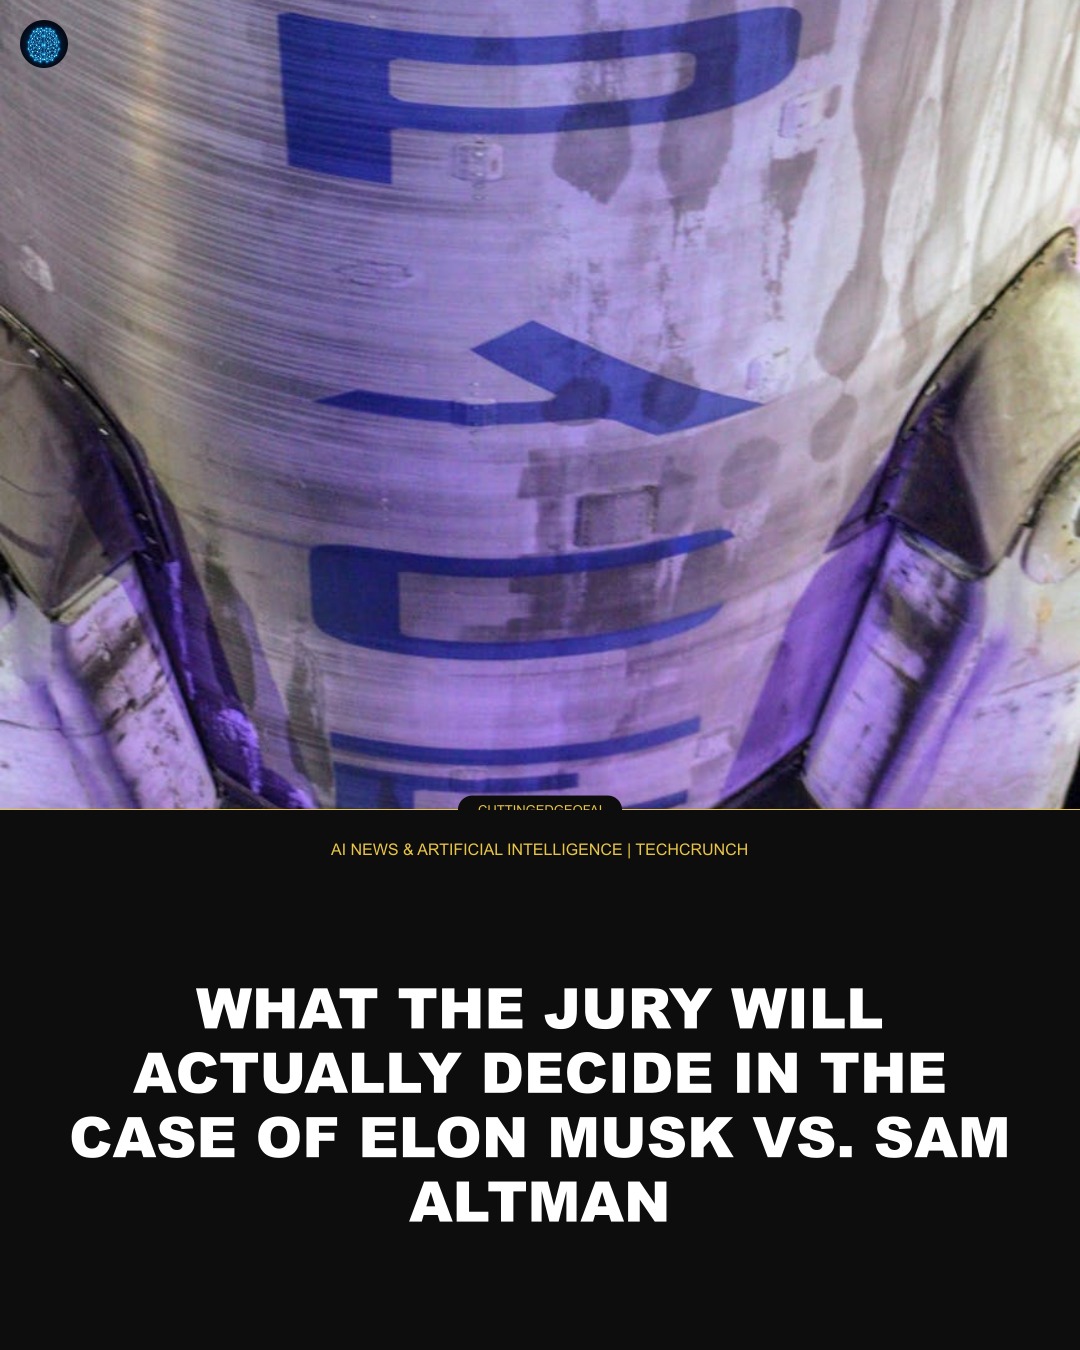 CUTTINGEDGEOFAI
AI NEWS & ARTIFICIAL INTELLIGENCE | TECHCRUNCH
WHAT THE JURY WILL
ACTUALLY DECIDE IN THE
CASE OF ELON MUSK VS. SAM
ALTMAN